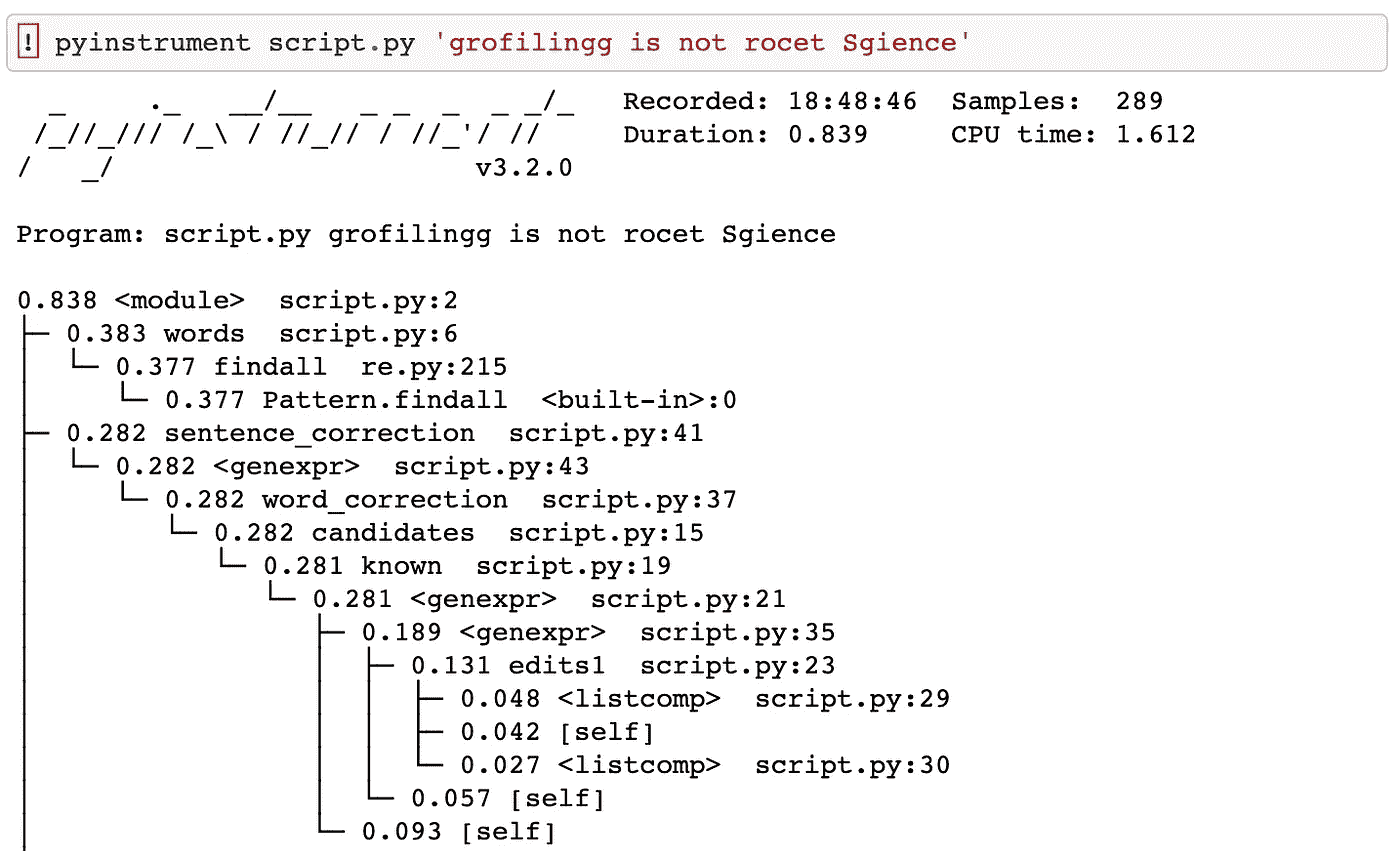 ! pyinstrument script.py 'grofilingg is not rocet Sgience'
  _     ._   __/__   _ _  _  _ _/_   Recorded: 18:48:46  Samples:  289
 /_//_/// /_\ / //_// / //_'/ //    Duration: 0.839     CPU time: 1.612
/   _/                      v3.2.0

Program: script.py grofilingg is not rocet Sgience

0.838 <module>  script.py:2
├─ 0.383 words  script.py:6
│  └─ 0.377 findall  re.py:215
│     └─ 0.377 Pattern.findall  <built-in>:0
├─ 0.282 sentence_correction  script.py:41
│  └─ 0.282 <genexpr>  script.py:43
│     └─ 0.282 word_correction  script.py:37
│        └─ 0.282 candidates  script.py:15
│           └─ 0.281 known  script.py:19
│              └─ 0.281 <genexpr>  script.py:21
│                 ├─ 0.189 <genexpr>  script.py:35
│                 │  ├─ 0.131 edits1  script.py:23
│                 │  │  ├─ 0.048 <listcomp>  script.py:29
│                 │  │  ├─ 0.042 [self]
│                 │  │  └─ 0.027 <listcomp>  script.py:30
│                 │  └─ 0.057 [self]
│                 └─ 0.093 [self]